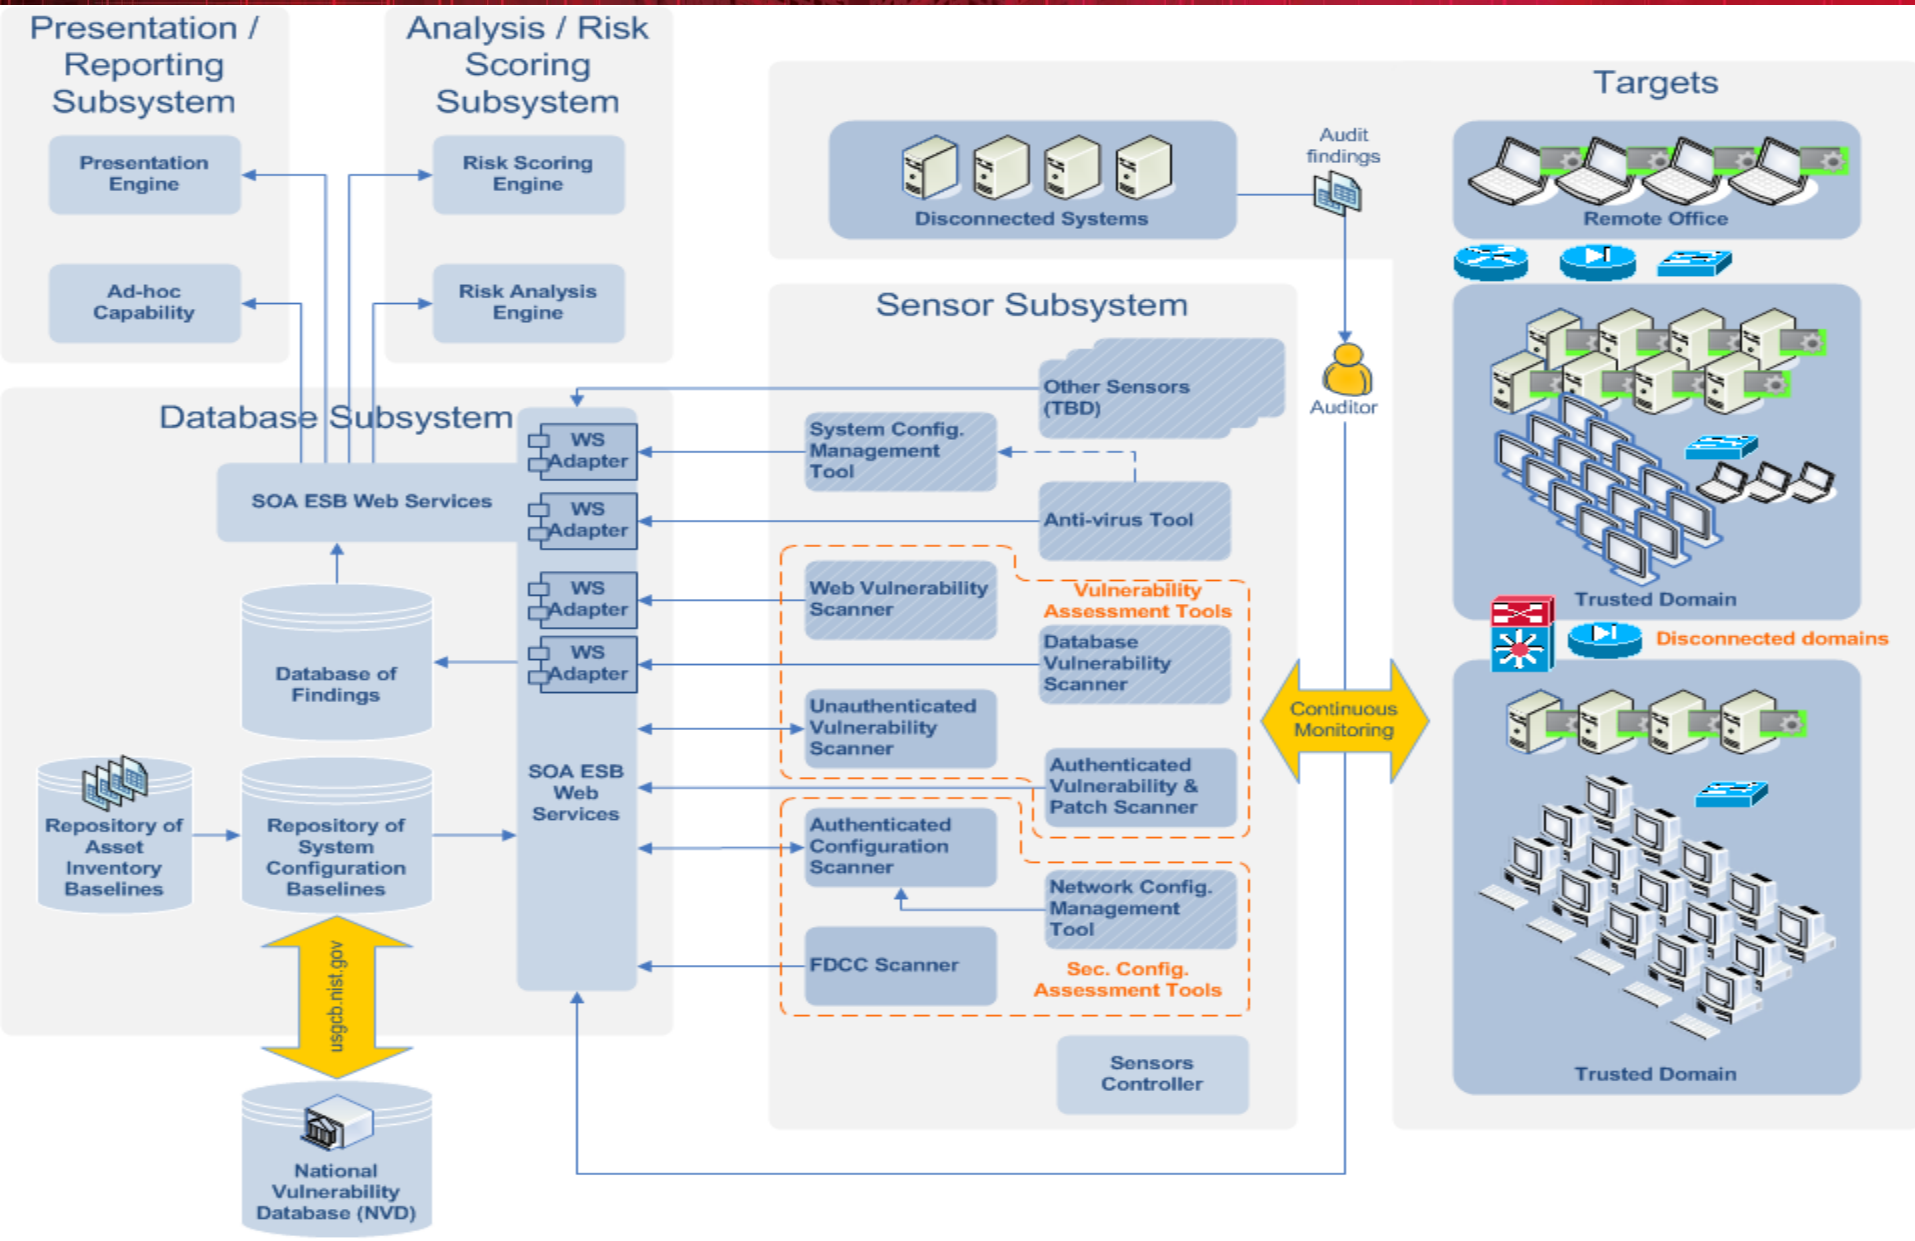 Presentation /
Reporting
Subsystem
Presentation
Engine
Ad-hoc
Capability
Analysis / Risk
Scoring
Subsystem
Risk Scoring
Engine
Risk Analysis
Engine
Targets
Disconnected Systems
Audit
findings
Auditor
Remote Office
Trusted Domain
Disconnected domains
Trusted Domain
Continuous
Monitoring
Sensor Subsystem
Other Sensors
(TBD)
System Config.
Management
Tool
Anti-virus Tool
Web Vulnerability
Scanner
Vulnerability
Assessment Tools
Database
Vulnerability
Scanner
Unauthenticated
Vulnerability
Scanner
Authenticated
Vulnerability &
Patch Scanner
Authenticated
Configuration
Scanner
Network Config.
Management
Tool
FDCC Scanner
Sec. Config.
Assessment Tools
Sensors
Controller
Database Subsystem
WS
Adapter
WS
Adapter
WS
Adapter
WS
Adapter
SOA ESB Web Services
SOA ESB
Web
Services
Database of
Findings
Repository of
Asset
Inventory
Baselines
Repository of
System
Configuration
Baselines
usgcb.nist.gov
National
Vulnerability
Database (NVD)